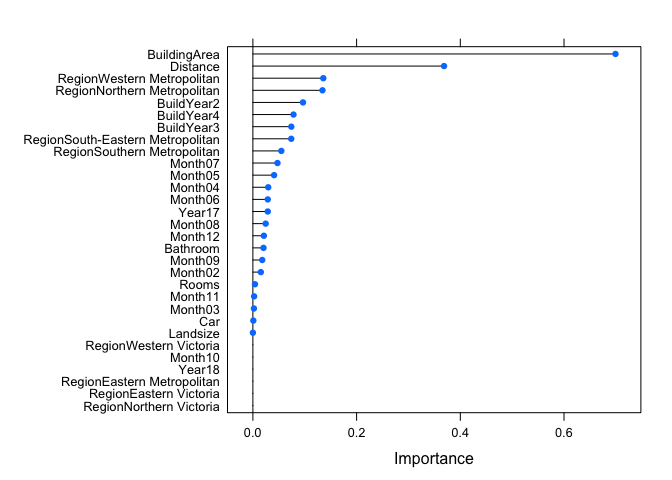 BuildingArea
Distance
RegionWestern Metropolitan
RegionNorthern Metropolitan
BuildYear2
BuildYear4
BuildYear3
RegionSouth-Eastern Metropolitan
RegionSouthern Metropolitan
Month07
Month05
Month04
Month06
Year17
Month08
Month12
Bathroom
Month09
Month02
Rooms
Month11
Month03
Car
Landsize
RegionWestern Victoria
Month10
Year18
RegionEastern Metropolitan
RegionEastern Victoria
RegionNorthern Victoria
0.0 0.2 0.4 0.6
Importance